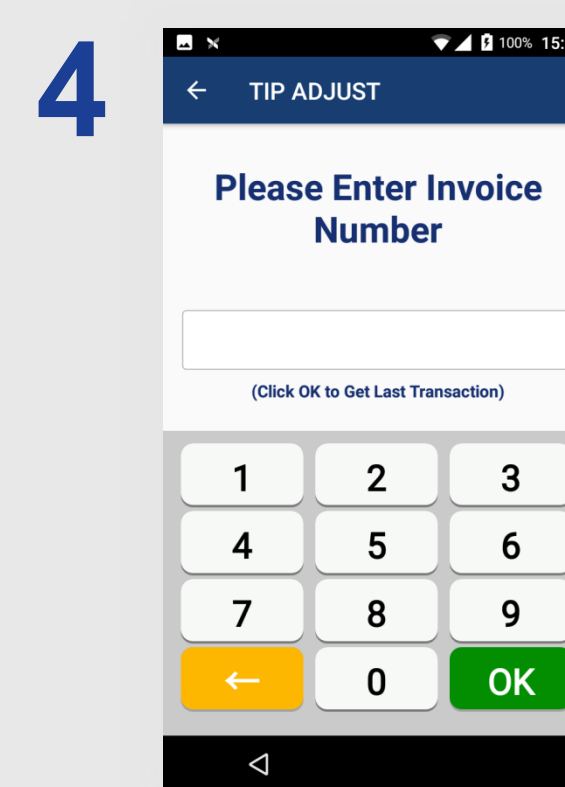 4
100% 15:
TIP ADJUST
Please Enter Invoice
Number
(Click OK to Get Last Transaction)
1 2 3
4 5 6
7 8 9
0 OK